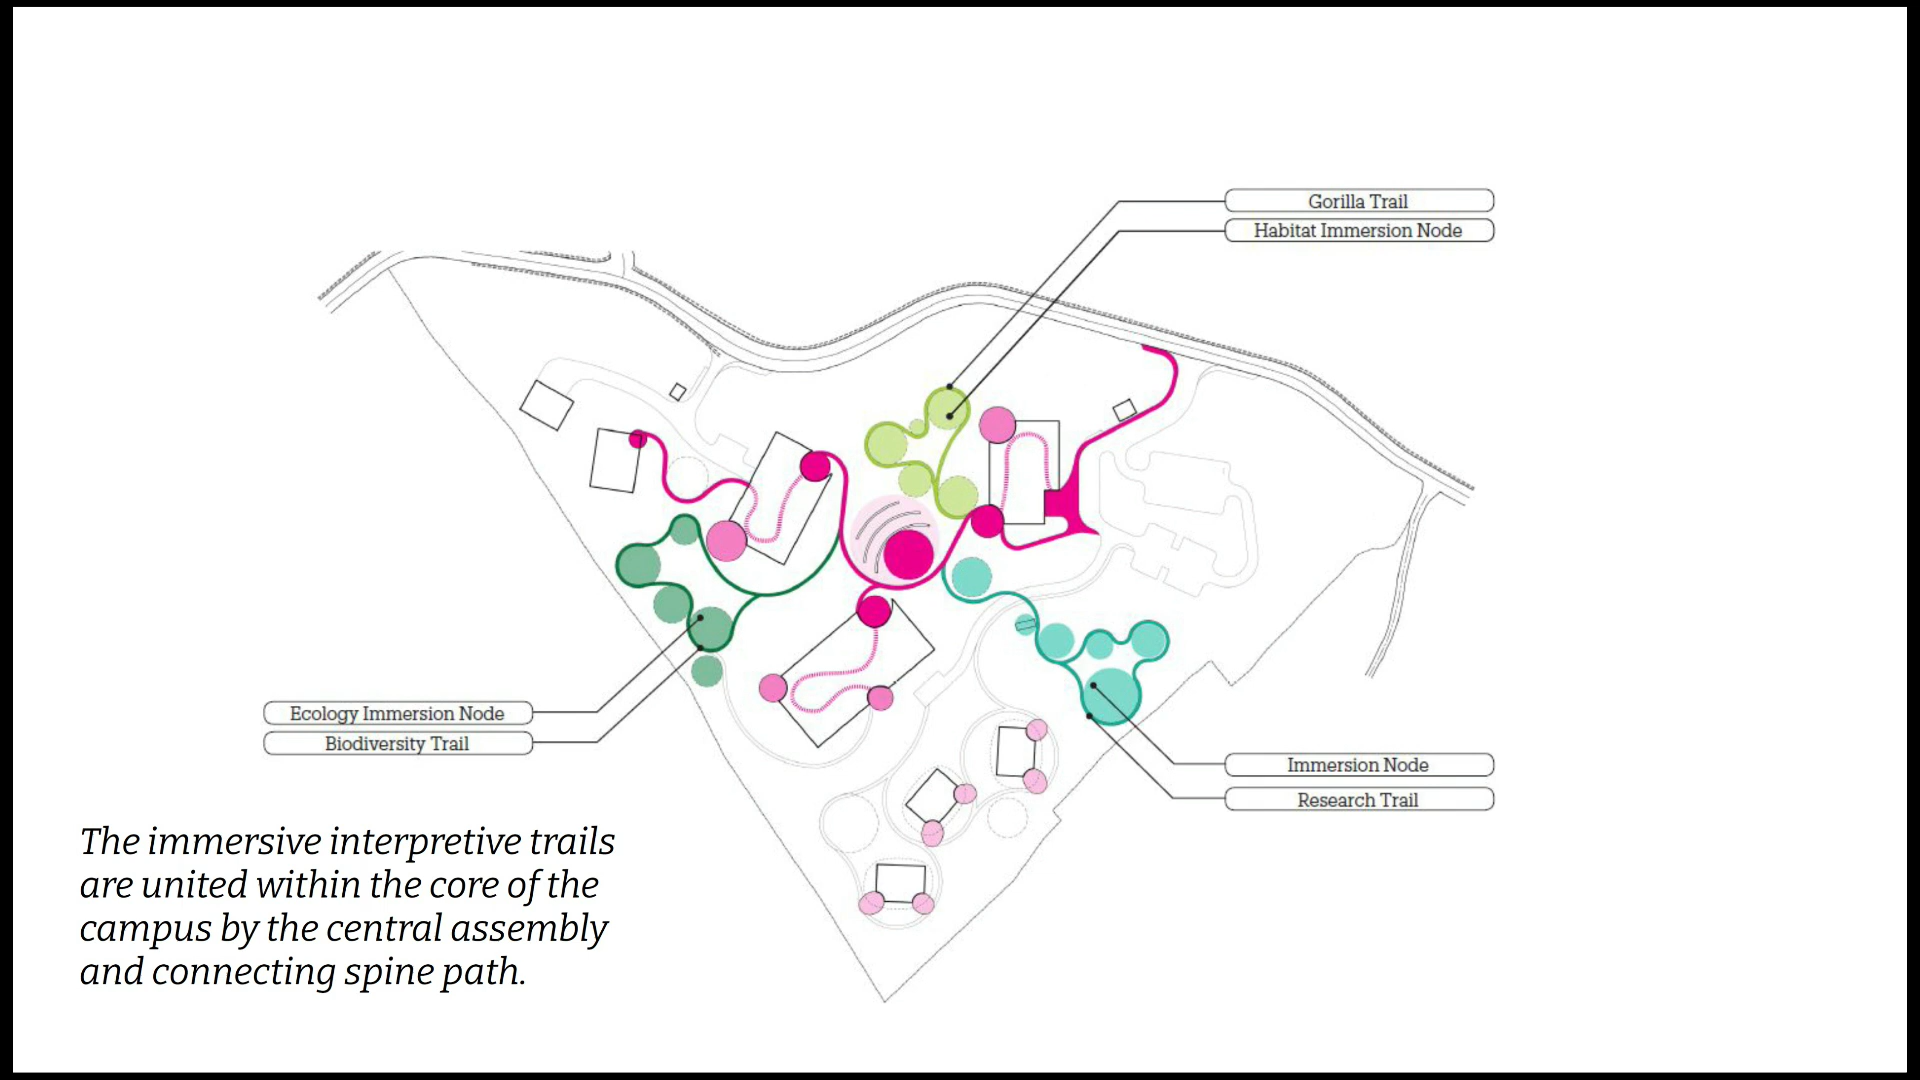 Gorilla Trail
Habitat Immersion Node
Ecology Immersion Node
Biodiversity Trail
Immersion Node
Research Trail
The immersive interpretive trails
are united within the core of the
campus by the central assembly
and connecting spine path.